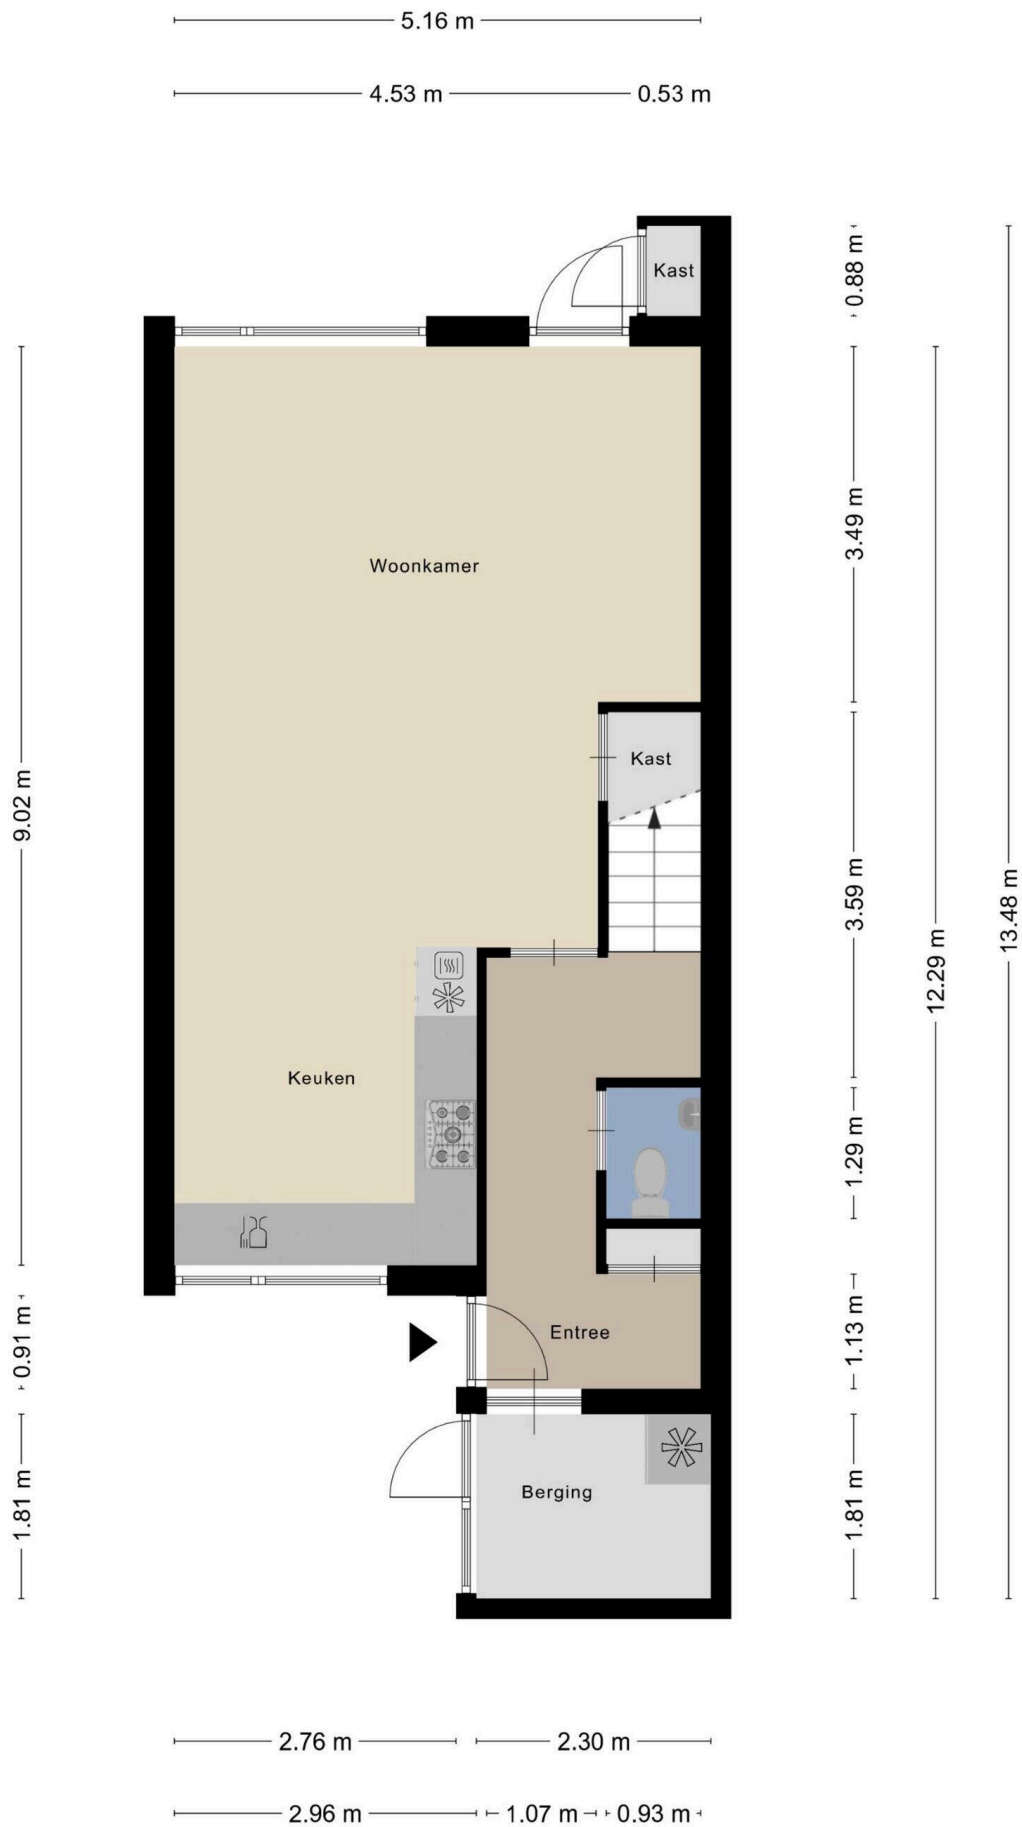 5.16 m
4.53 m 0.53 m
0.88 m
Kast
3.49 m
Woonkamer
Kast
9.02 m
3.59 m
13.48 m
12.29 m
Keuken
1.29 m
0.91 m
Entree
1.13 m
1.81 m
Berging
1.81 m
2.76 m 2.30 m
2.96 m 1.07 m 0.93 m